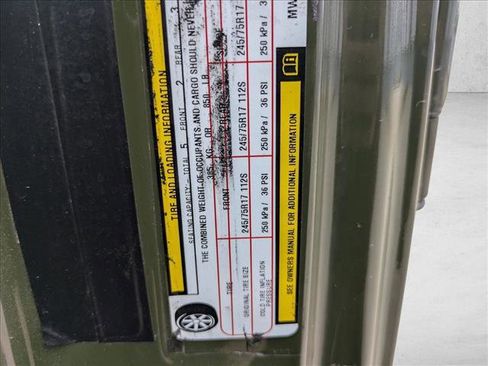 TIRE AND LOADING INFORMATION
SEATING CAPACITY - TOTAL 5 FRONT 2 REAR 3
THE COMBINED WEIGHT OF OCCUPANTS AND CARGO SHOULD NEVER
385 KG OR 850 LB
TIRE FRONT
ORIGINAL TIRE SIZE 245/75R17 112S 245/75R17 112S 245/75R17
COLD TIRE INFLATION PRESSURE 250 kPa / 36 PSI 250 kPa / 36 PSI 250 kPa / 3
SEE OWNERS MANUAL FOR ADDITIONAL INFORMATION
MW